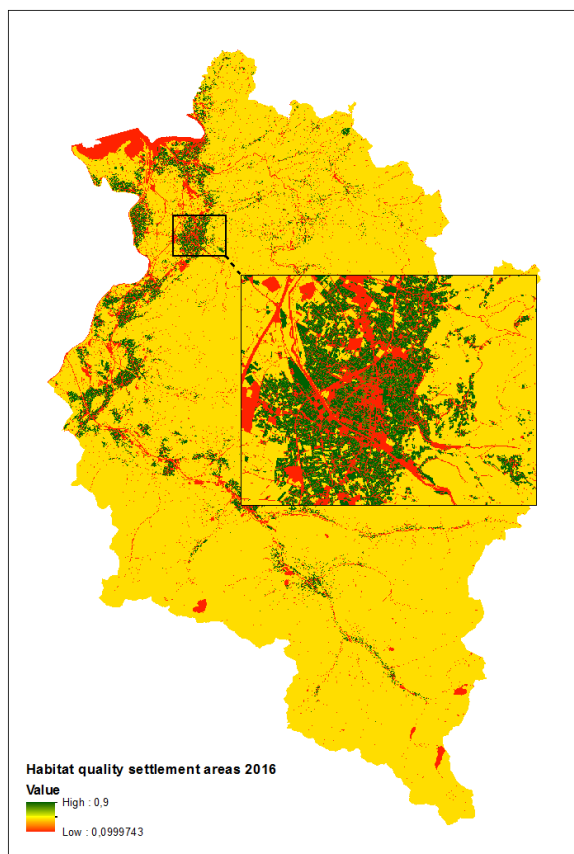 Habitat quality settlement areas 2016
Value
High : 0,9
Low : 0,0999743